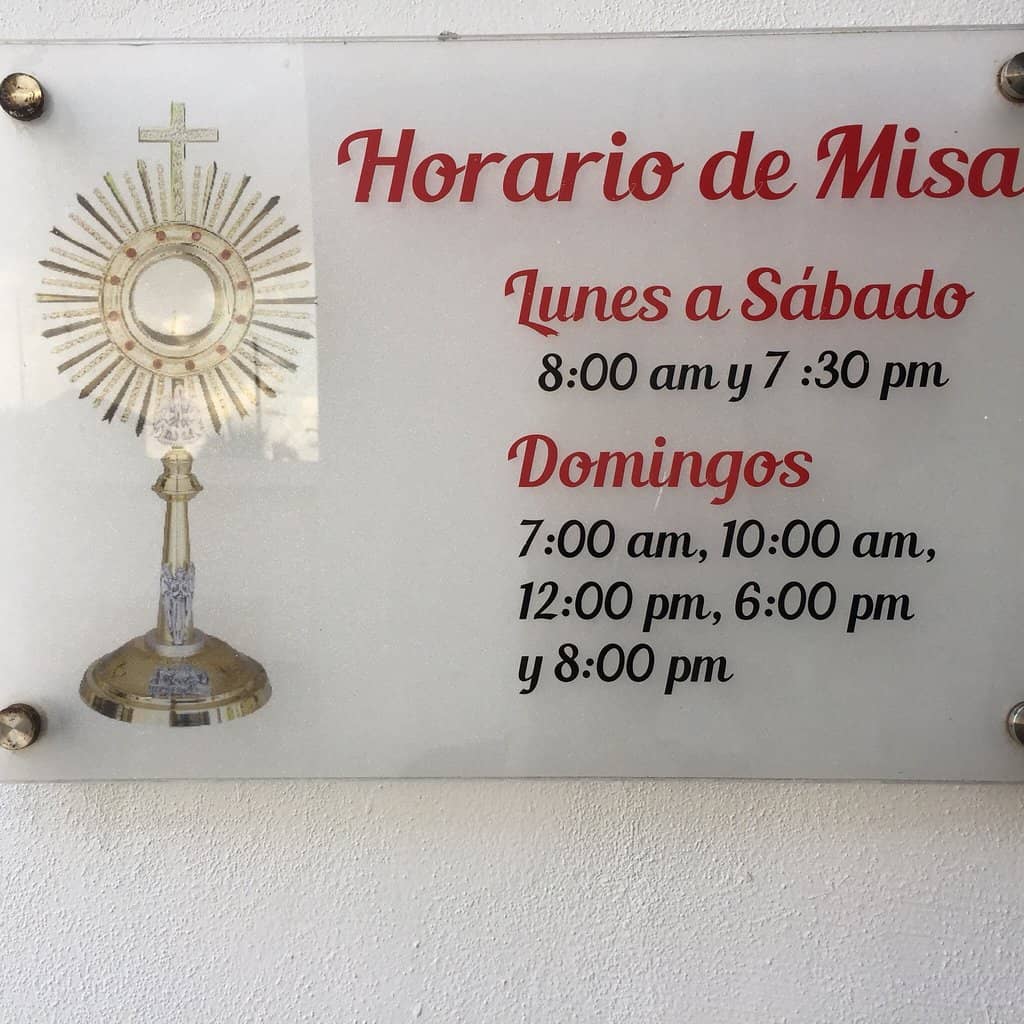 Horario de Misa
Lunes a Sábado
8:00 am y 7 :30 pm
Domingos
7:00 am, 10:00 am,
12:00 pm, 6:00 pm
y 8:00 pm